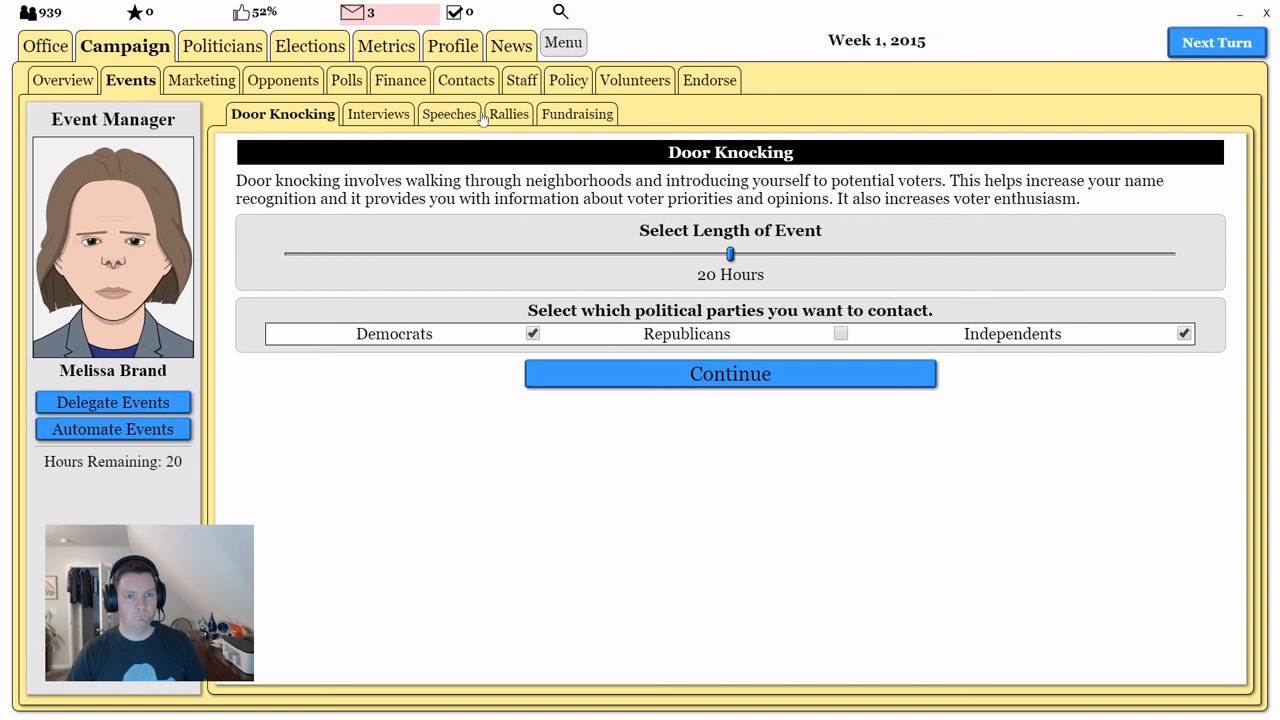 939 0 52% 3 0 _ X
Office Campaign Politicians Elections Metrics Profile News Menu Week 1, 2015 Next Turn
Overview Events Marketing Opponents Polls Finance Contacts Staff Policy Volunteers Endorse
Event Manager
Melissa Brand
Delegate Events
Automate Events
Hours Remaining: 20
Door Knocking Interviews Speeches Rallies Fundraising
Door Knocking
Door knocking involves walking through neighborhoods and introducing yourself to potential voters. This helps increase your name
recognition and it provides you with information about voter priorities and opinions. It also increases voter enthusiasm.
Select Length of Event
20 Hours
Select which political parties you want to contact.
Democrats Republicans Independents
Continue